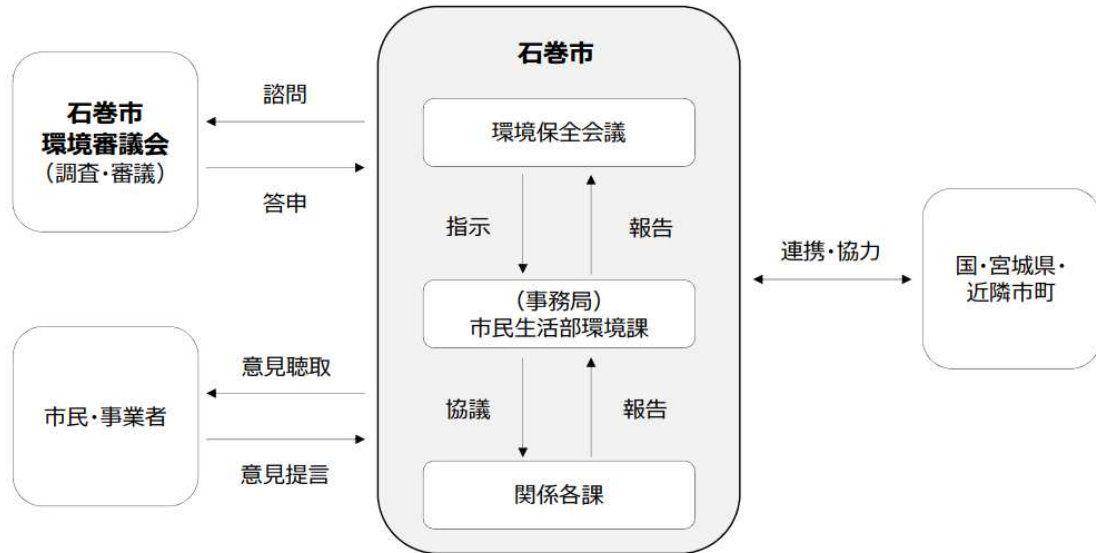 石巻市
環境審議会
（調査・審議）
諮問
答申
市民・事業者
意見聴取
意見提言
石巻市
環境保全会議
指示
報告
（事務局）
市民生活部環境課
協議
報告
関係各課
連携・協力
国・宮城県・
近隣市町